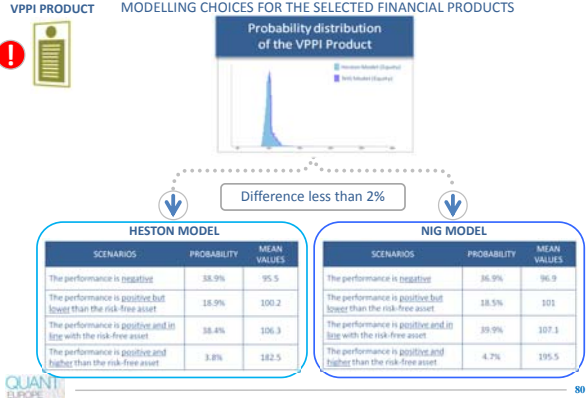 VPPI PRODUCT
MODELLING CHOICES FOR THE SELECTED FINANCIAL PRODUCTS
Probability distribution
of the VPPI Product
Heston Model (Equity)
NIG Model (Equity)
Difference less than 2%
HESTON MODEL
SCENARIOS PROBABILITY MEAN
VALUES
The performance is negative 38.9% 95.5
The performance is positive but
lower than the risk-free asset 18.9% 100.2
The performance is positive and in
line with the risk-free asset 38.4% 106.3
The performance is positive and
higher than the risk-free asset 3.8% 182.5
NIG MODEL
SCENARIOS PROBABILITY MEAN
VALUES
The performance is negative 36.9% 96.9
The performance is positive but
lower than the risk-free asset 18.5% 101
The performance is positive and in
line with the risk-free asset 39.9% 107.1
The performance is positive and
higher than the risk-free asset 4.7% 195.5
QUANT
EUROPE
80